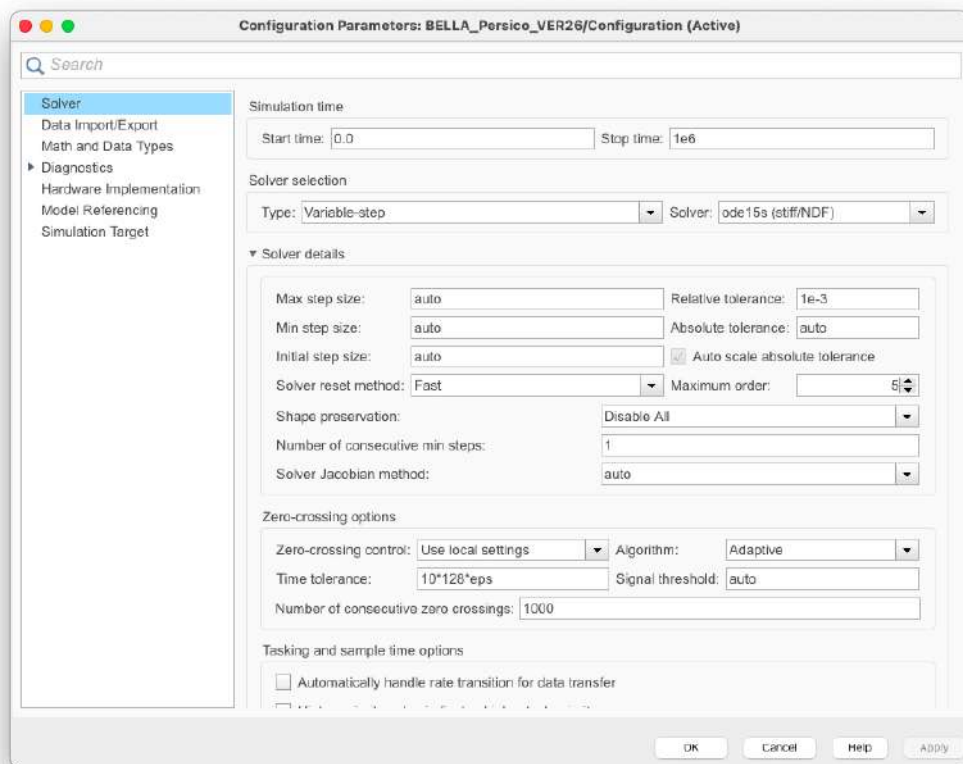 Configuration Parameters: BELLA_Persico_VER26/Configuration (Active)
Search
Solver
Data Import/Export
Math and Data Types
Diagnostics
Hardware Implementation
Model Referencing
Simulation Target
Simulation time
Start time: 0.0 Stop time: 1e6
Solver selection
Type: Variable-step Solver: ode15s (stiff/NDF)
Solver details
Max step size: auto Relative tolerance: 1e-3
Min step size: auto Absolute tolerance: auto
Initial step size: auto Auto scale absolute tolerance
Solver reset method: Fast Maximum order: 5
Shape preservation: Disable All
Number of consecutive min steps: 1
Solver Jacobian method: auto
Zero-crossing options
Zero-crossing control: Use local settings Algorithm: Adaptive
Time tolerance: 10*128*eps Signal threshold: auto
Number of consecutive zero crossings: 1000
Tasking and sample time options
Automatically handle rate transition for data transfer
OK Cancel Help Apply